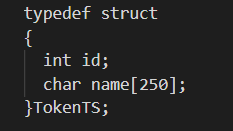 typedef struct
{
  int id;
  char name[250];
}TokenTS;